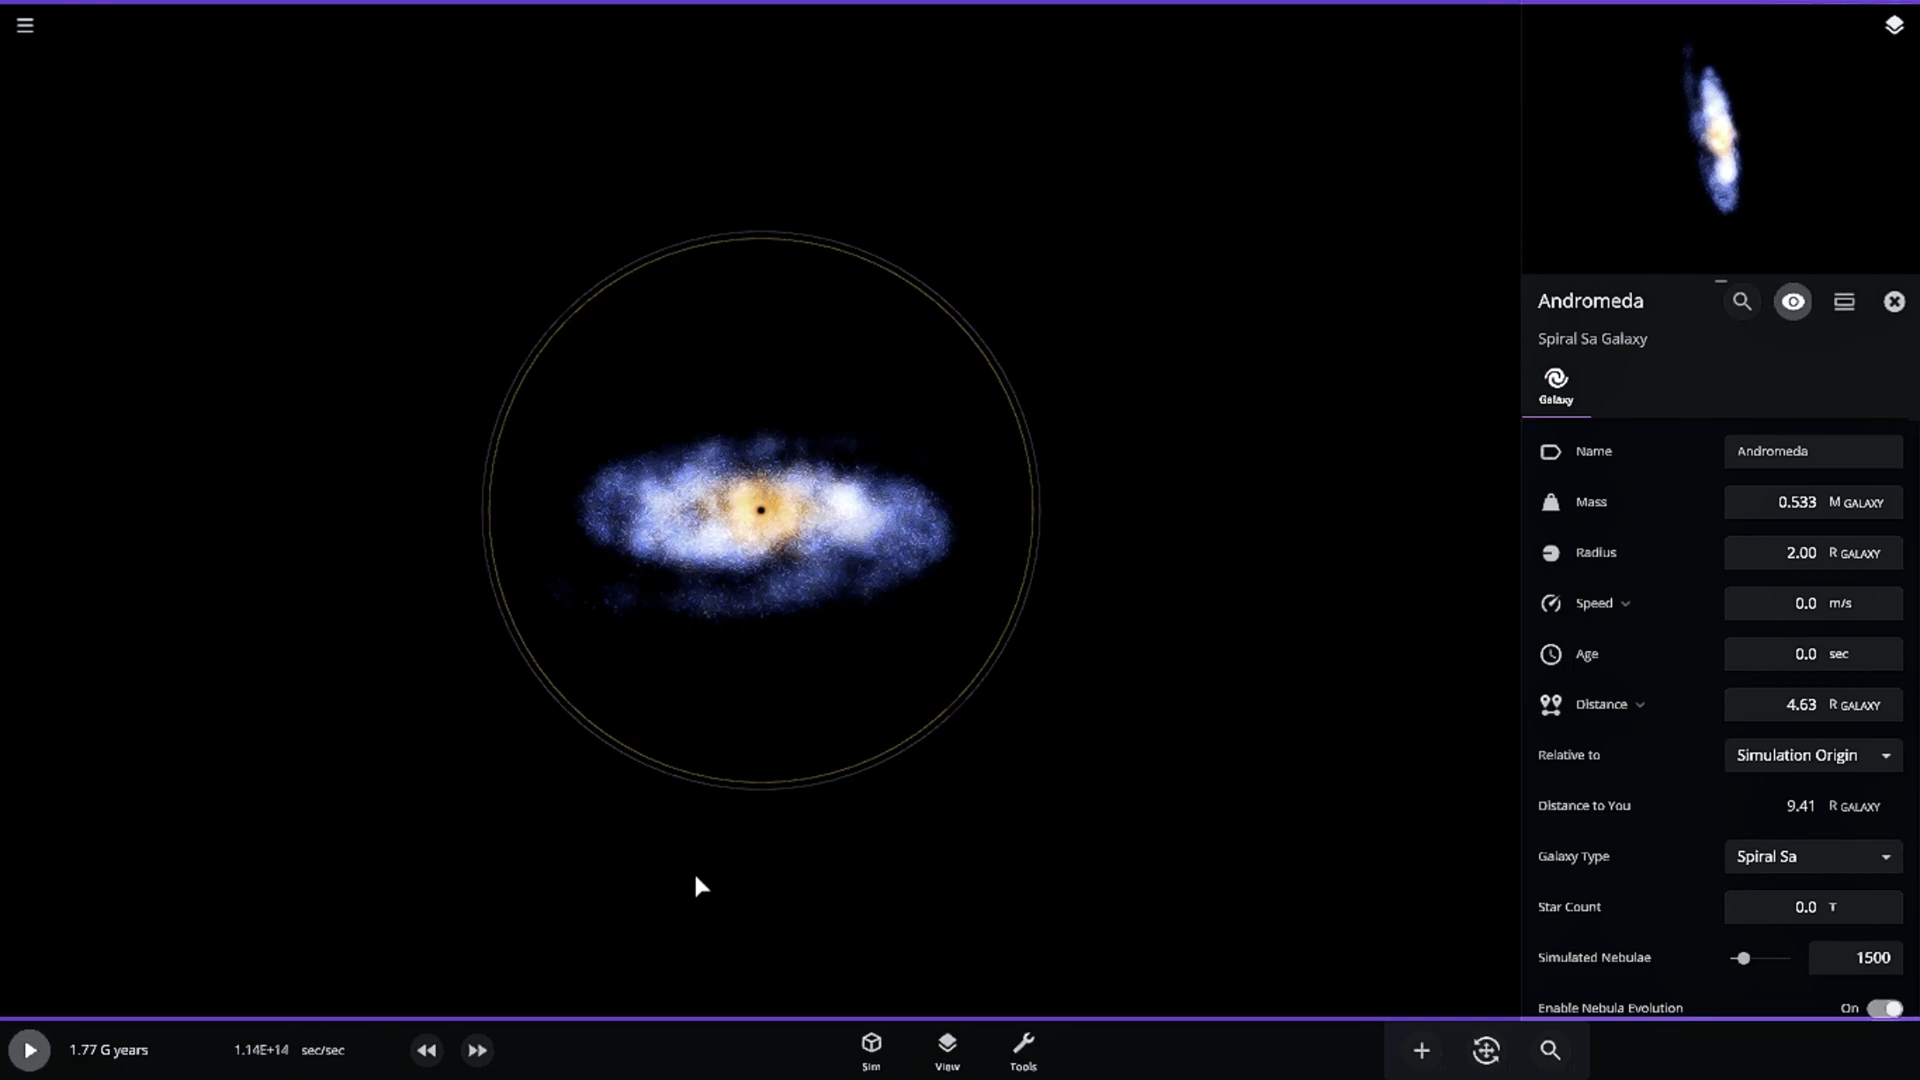 Andromeda
Spiral Sa Galaxy
Galaxy
Name Andromeda
Mass 0.533 M GALAXY
Radius 2.00 R GALAXY
Speed 0.0 m/s
Age 0.0 sec
Distance 4.63 R GALAXY
Relative to Simulation Origin
Distance to You 9.41 R GALAXY
Galaxy Type Spiral Sa
Star Count 0.0 T
Simulated Nebulae 1500
Enable Nebula Evolution On
1.77 G years 1.14E+14 sec/sec Sim View Tools